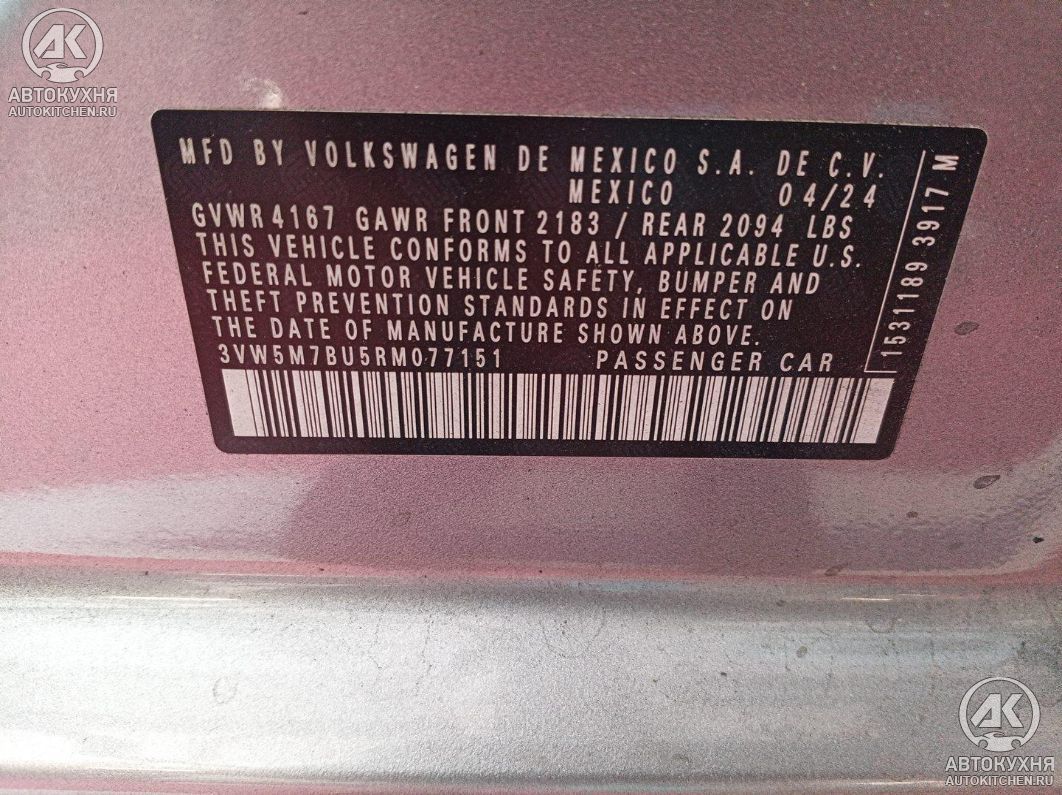 AK
АВТОКУХНЯ
AUTOKITCHEN.RU
MFD BY VOLKSWAGEN DE MEXICO S.A. DE C.V.
MEXICO 04/24
GVWR 4167 GAWR FRONT 2183 / REAR 2094 LBS
THIS VEHICLE CONFORMS TO ALL APPLICABLE U.S.
FEDERAL MOTOR VEHICLE SAFETY, BUMPER AND
THEFT PREVENTION STANDARDS IN EFFECT ON
THE DATE OF MANUFACTURE SHOWN ABOVE.
3VW5M7BU5RM077151 PASSENGER CAR
1531189 3917 M
AK
АВТОКУХНЯ
AUTOKITCHEN.RU